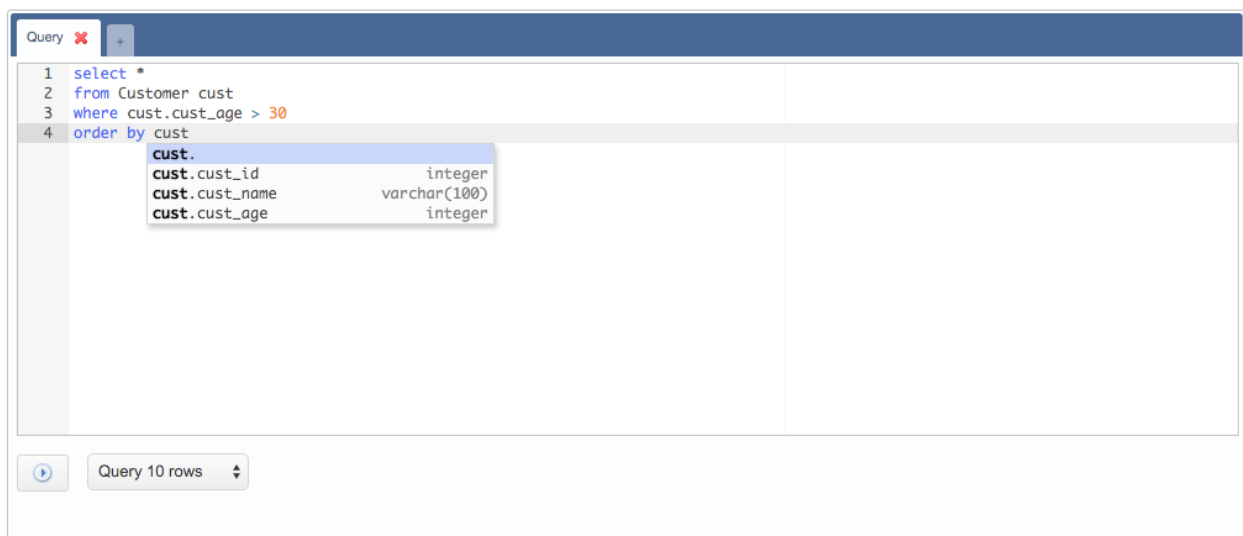 Query
+
1 select *
2 from Customer cust
3 where cust.cust_age > 30
4 order by cust
cust.
cust.cust_id integer
cust.cust_name varchar(100)
cust.cust_age integer
Query 10 rows